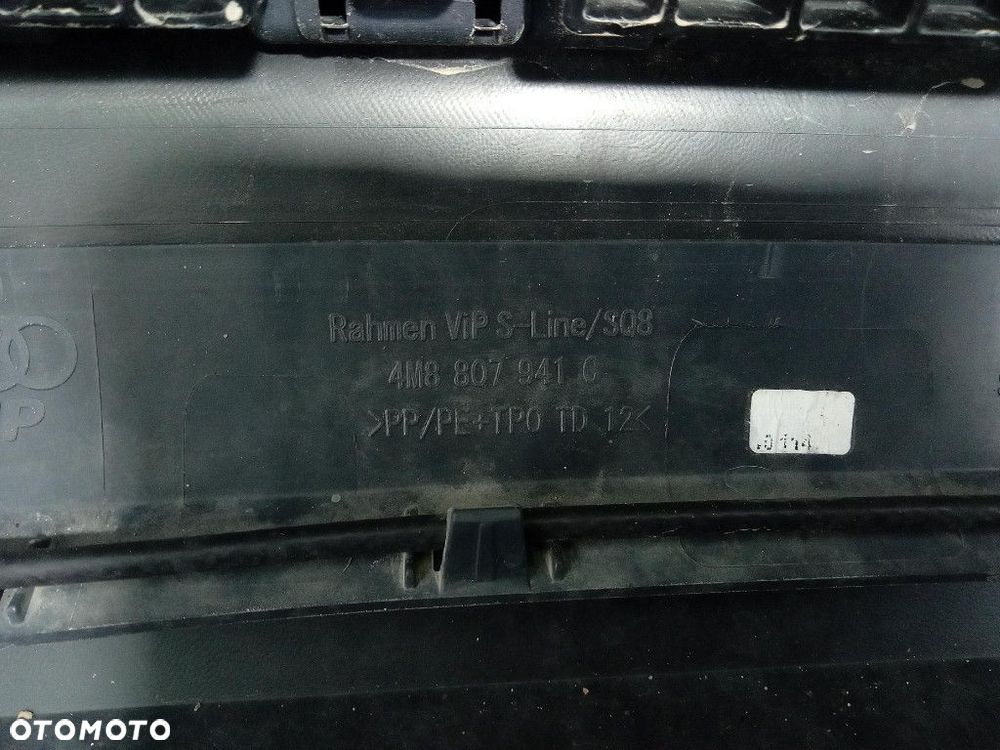 Rahmen ViP S-Line/SQ8
4M8 807 941 C
>PP/PE+TPO TD 12<
P
OTOMOTO